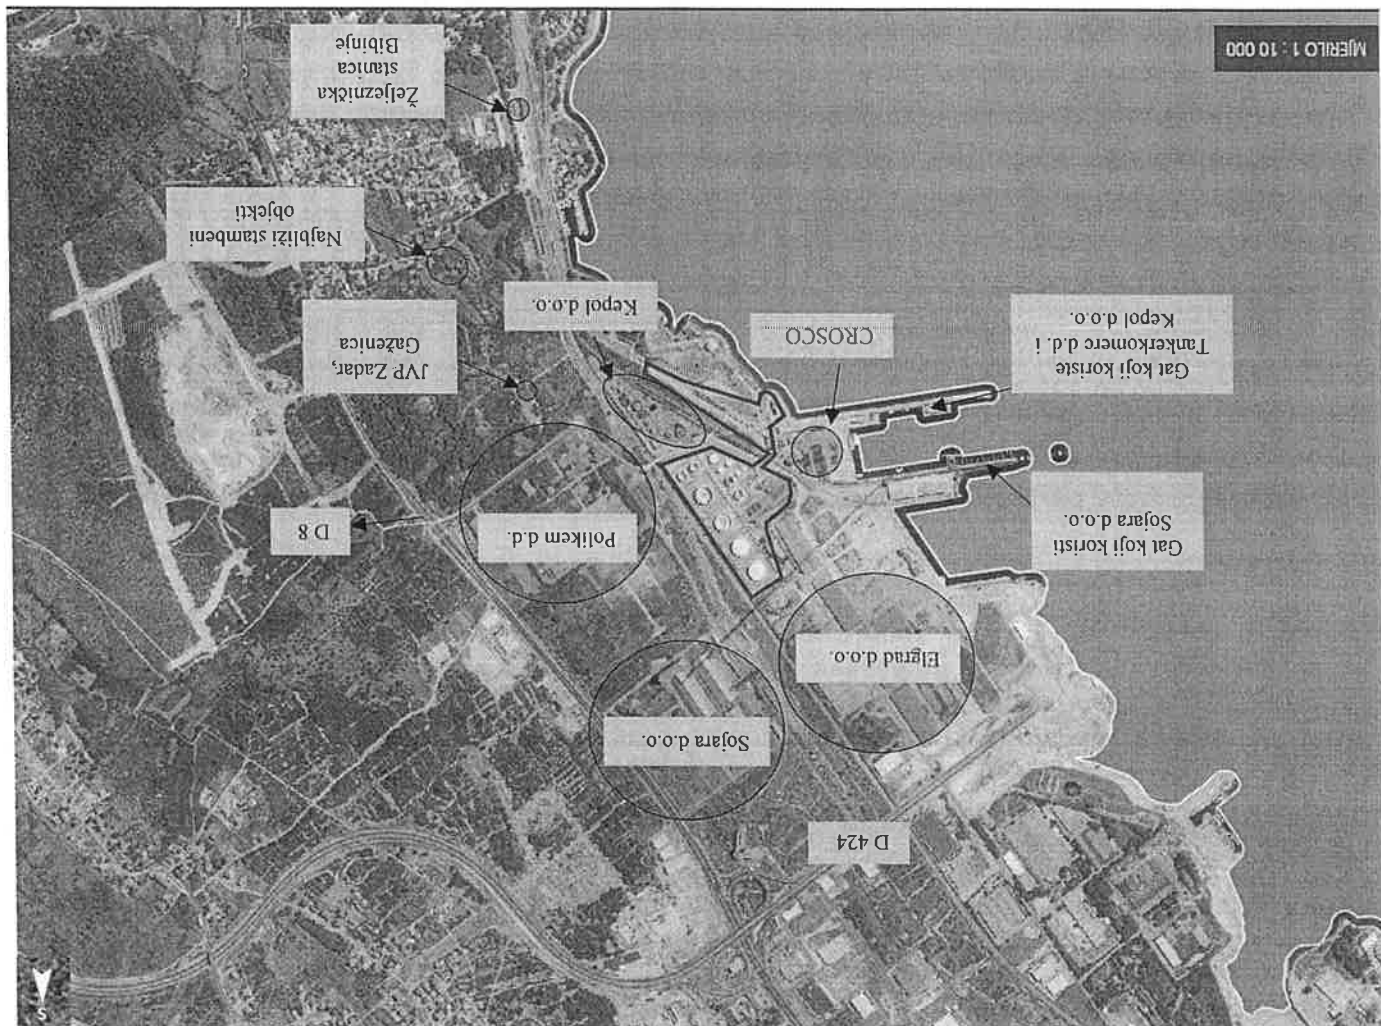 S
D 424
Sojara d.o.o.
Elgrad d.o.o.
Gat koji koristi
Sojara d.o.o.
Polikem d.d.
D 8
Gat koji koriste
Tankerkomerc d.d. i
Kepol d.o.o.
CROSCO
JVP Zadar,
Gaženica
Kepol d.o.o.
Najbliži stambeni
objekti
Željeznička
stanica
Bibinje
MJERILO 1 : 10 000